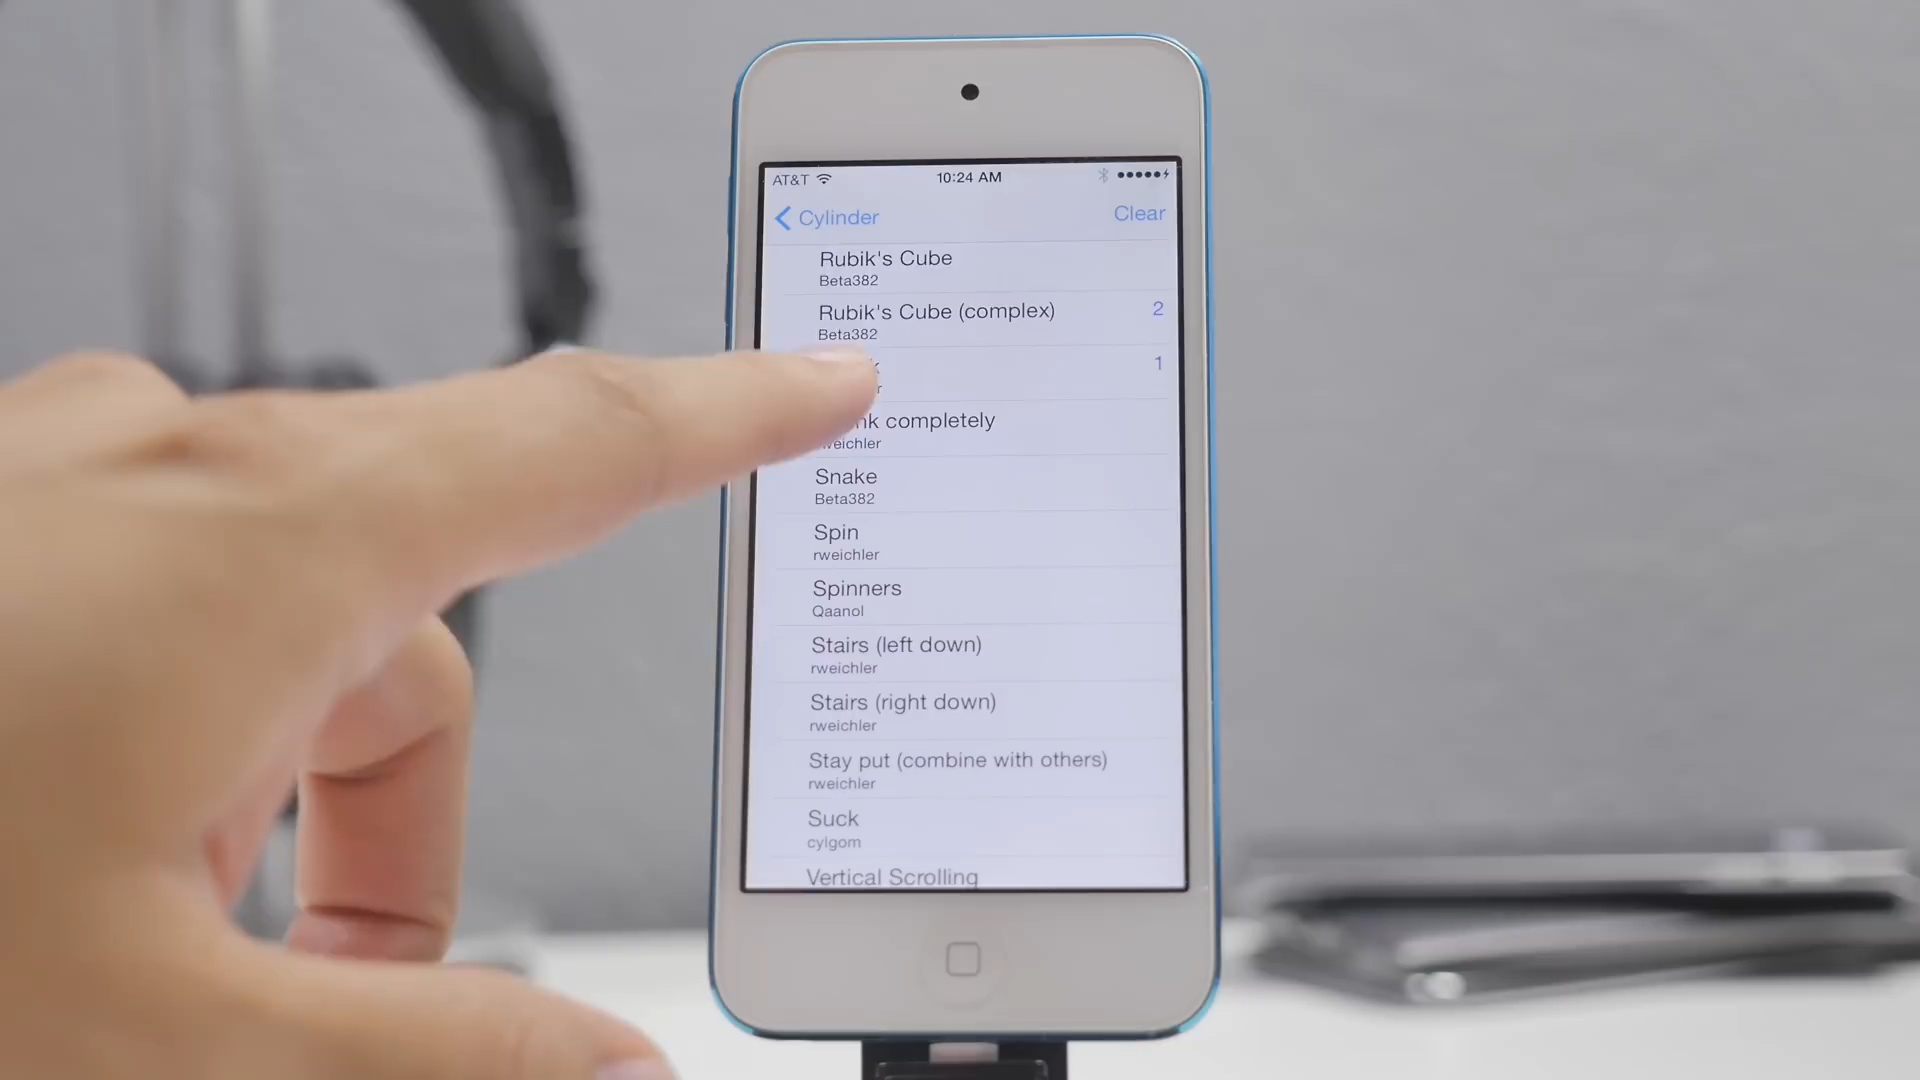 AT&T
10:24 AM
Cylinder
Clear
Rubik's Cube
Beta382
Rubik's Cube (complex)
2
Beta382
1
completely
Snake
Beta382
Spin
rweichler
Spinners
Qaanol
Stairs (left down)
rweichler
Stairs (right down)
rweichler
Stay put (combine with others)
rweichler
Suck
cylgom
Vertical Scrolling